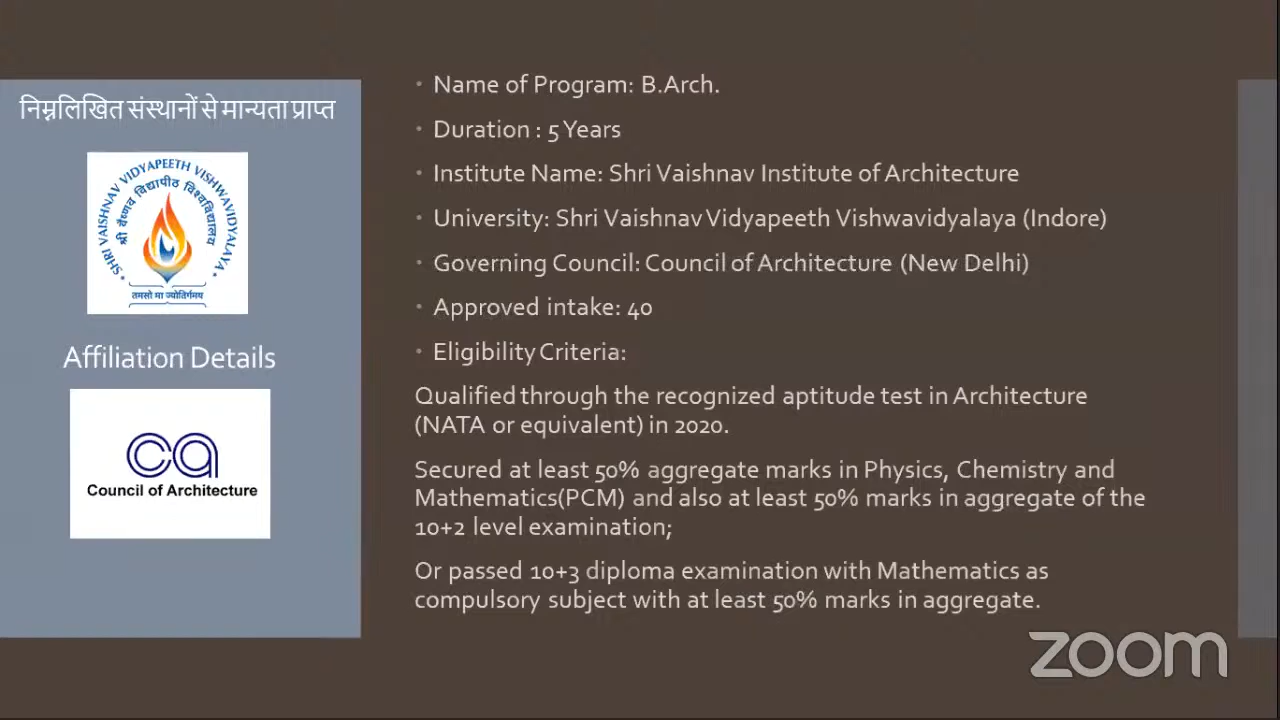 निम्नलिखित संस्थानों से मान्यता प्राप्त
SHRI VAISHNAV VIDYAPEETH VISHWAVIDYALAYA
श्री वैष्णव विद्यापीठ विश्वविद्यालय
तमसो मा ज्योतिर्गमय
Affiliation Details
ca
Council of Architecture
• Name of Program: B.Arch.
• Duration : 5 Years
• Institute Name: Shri Vaishnav Institute of Architecture
• University: Shri Vaishnav Vidyapeeth Vishwavidyalaya (Indore)
• Governing Council: Council of Architecture (New Delhi)
• Approved intake: 40
• Eligibility Criteria:
Qualified through the recognized aptitude test in Architecture
(NATA or equivalent) in 2020.
Secured at least 50% aggregate marks in Physics, Chemistry and
Mathematics(PCM) and also at least 50% marks in aggregate of the
10+2 level examination;
Or passed 10+3 diploma examination with Mathematics as
compulsory subject with at least 50% marks in aggregate.
zoom